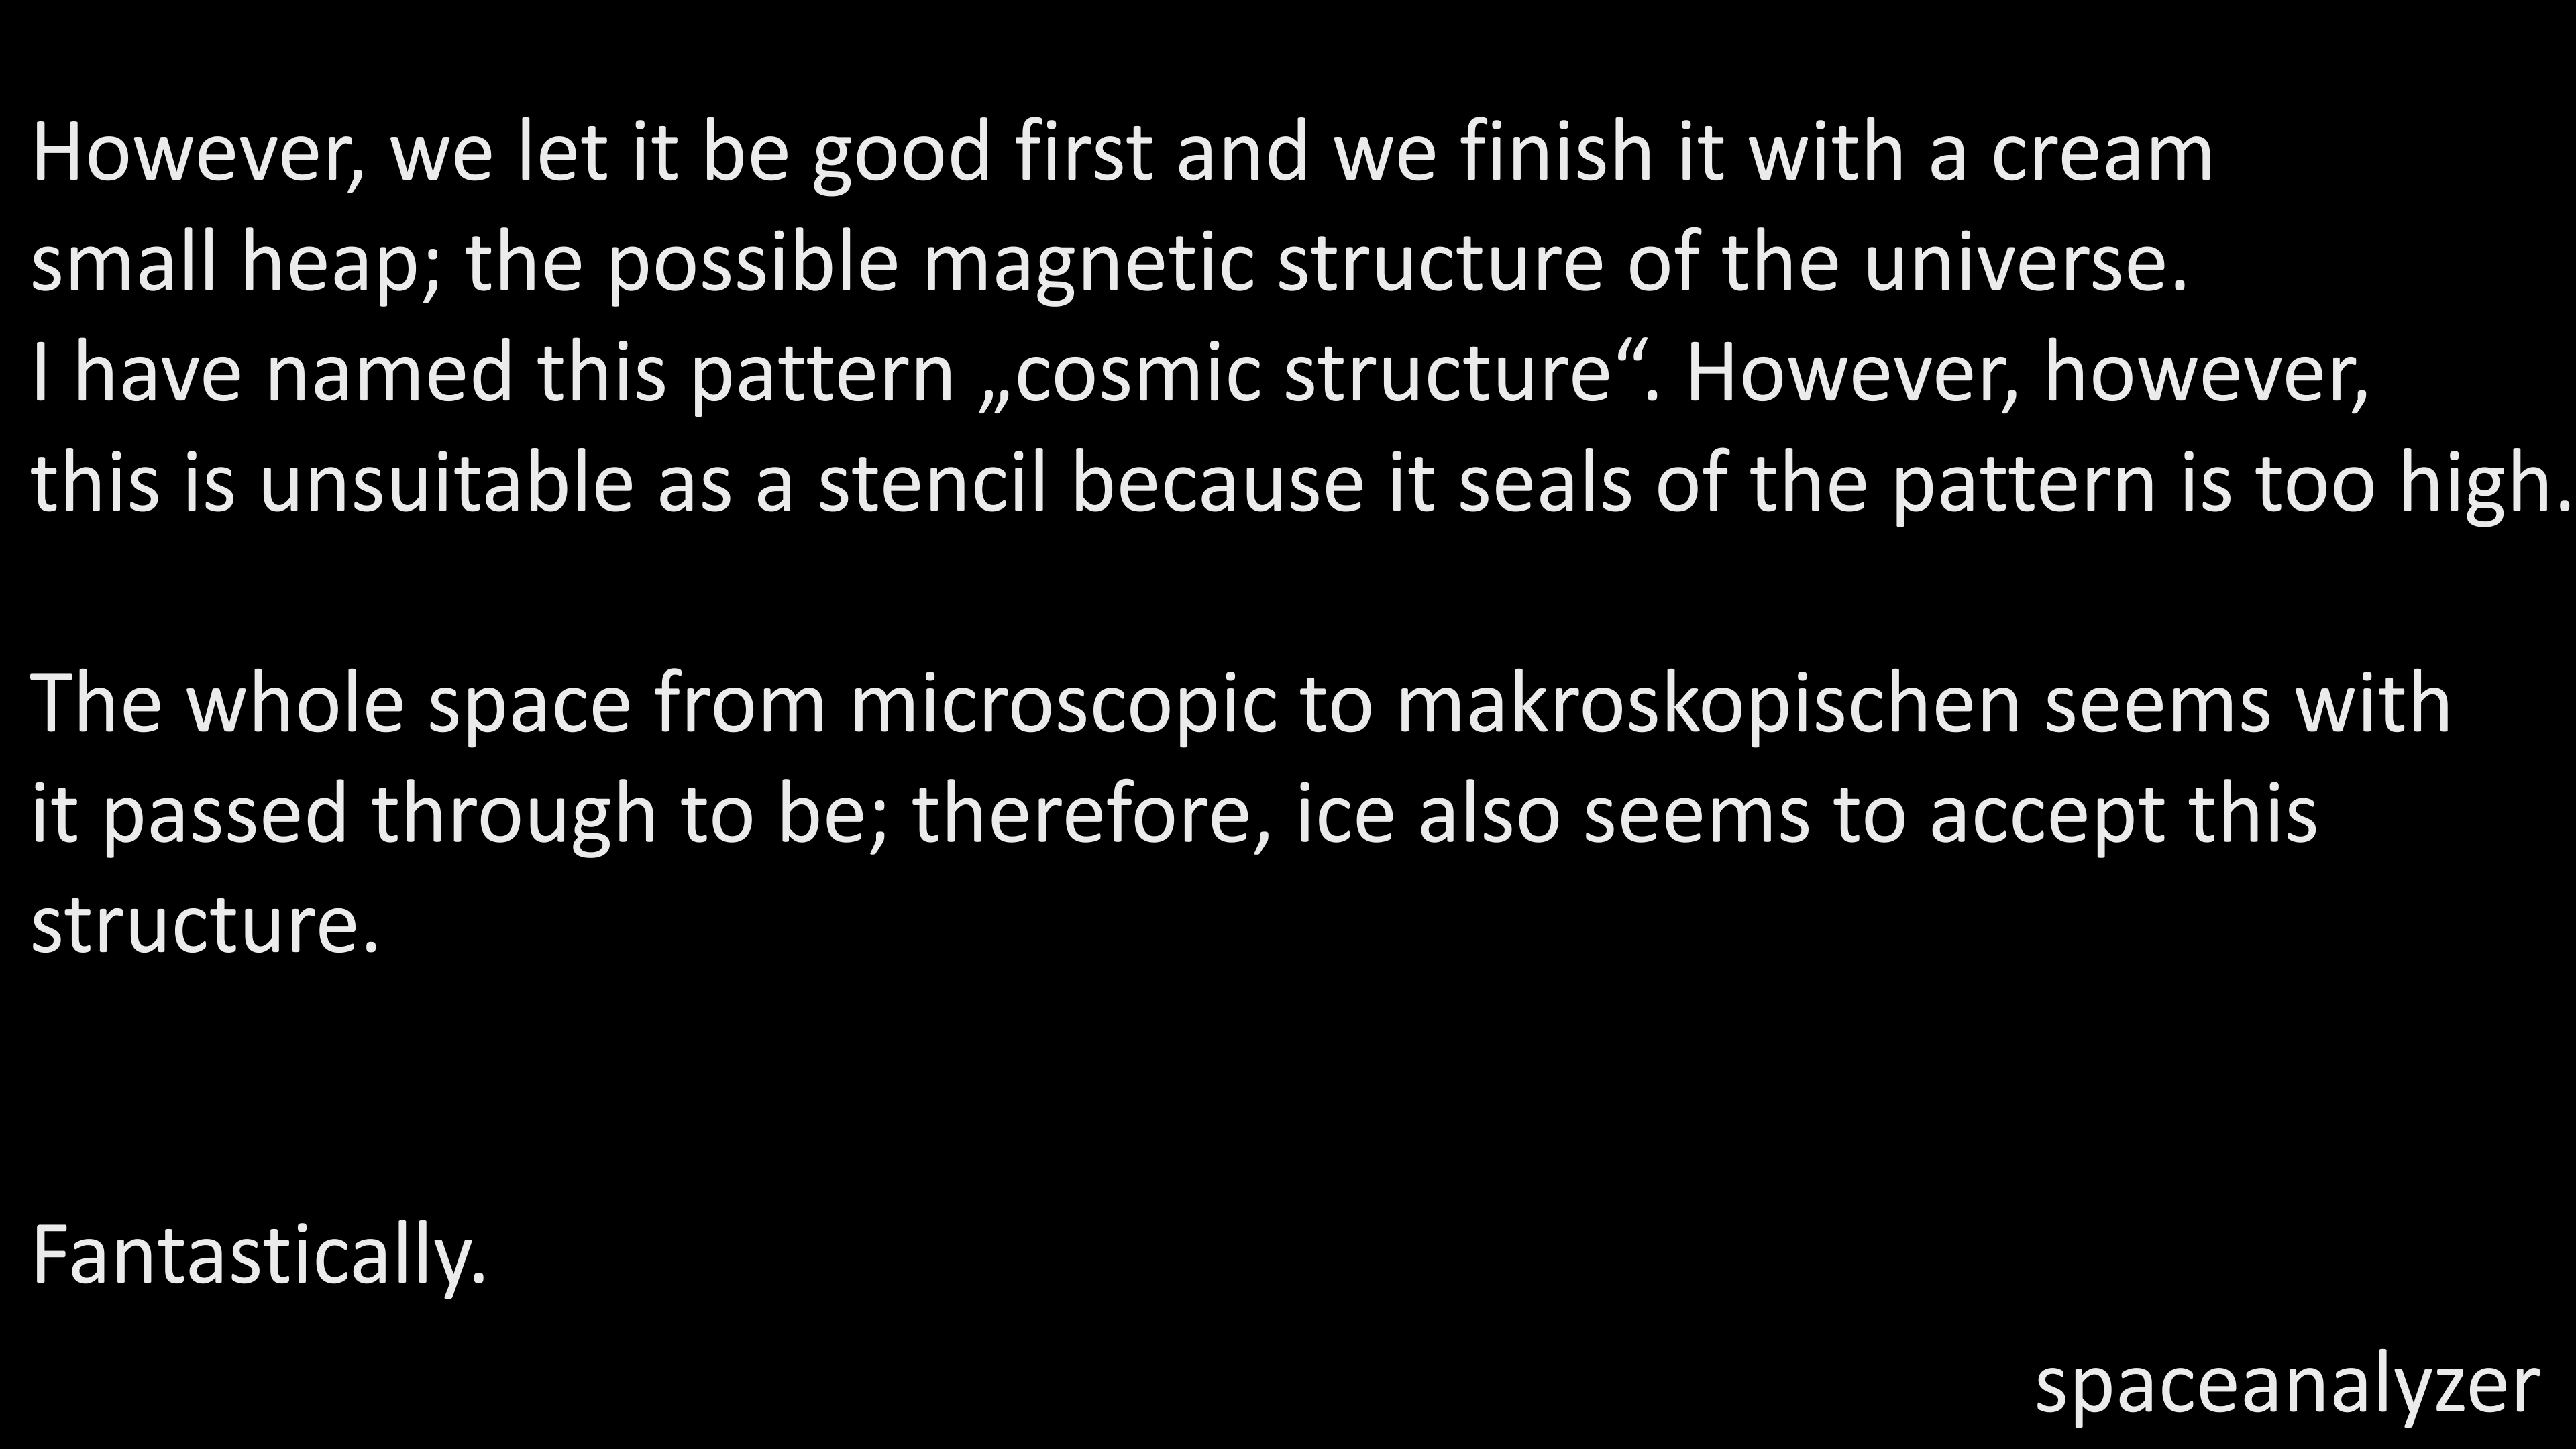 However, we let it be good first and we finish it with a cream
small heap; the possible magnetic structure of the universe.
I have named this pattern „cosmic structure“. However, however,
this is unsuitable as a stencil because it seals of the pattern is too high.
The whole space from microscopic to makroskopischen seems with
it passed through to be; therefore, ice also seems to accept this
structure.
Fantastically.
spaceanalyzer